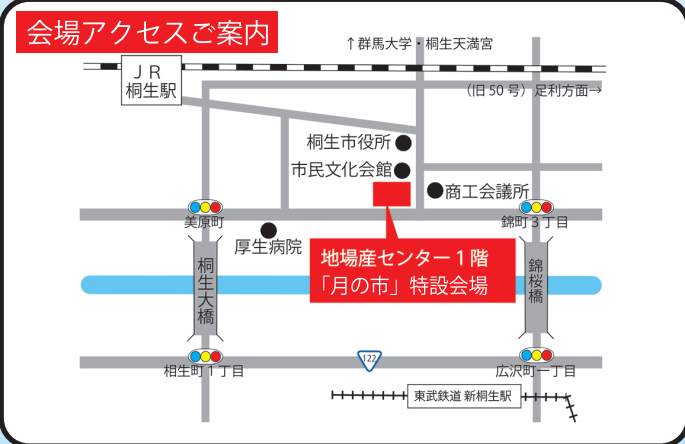 会場アクセスご案内
↑群馬大学・桐生天満宮
JR
桐生駅
(旧50号)足利方面→
桐生市役所
市民文化会館
商工会議所
美原町
錦町3丁目
厚生病院
地場産センター1階
「月の市」特設会場
桐生大橋
錦桜橋
122
相生町1丁目
広沢町一丁目
東武鉄道 新桐生駅